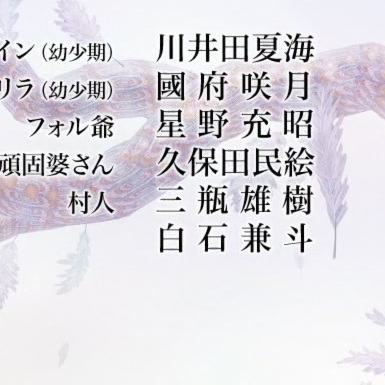 イン（幼少期） 川井田夏海
リラ（幼少期） 國府咲月
フォル爺 星野充昭
頑固婆さん 久保田民絵
村人 三瓶雄樹
白石兼斗